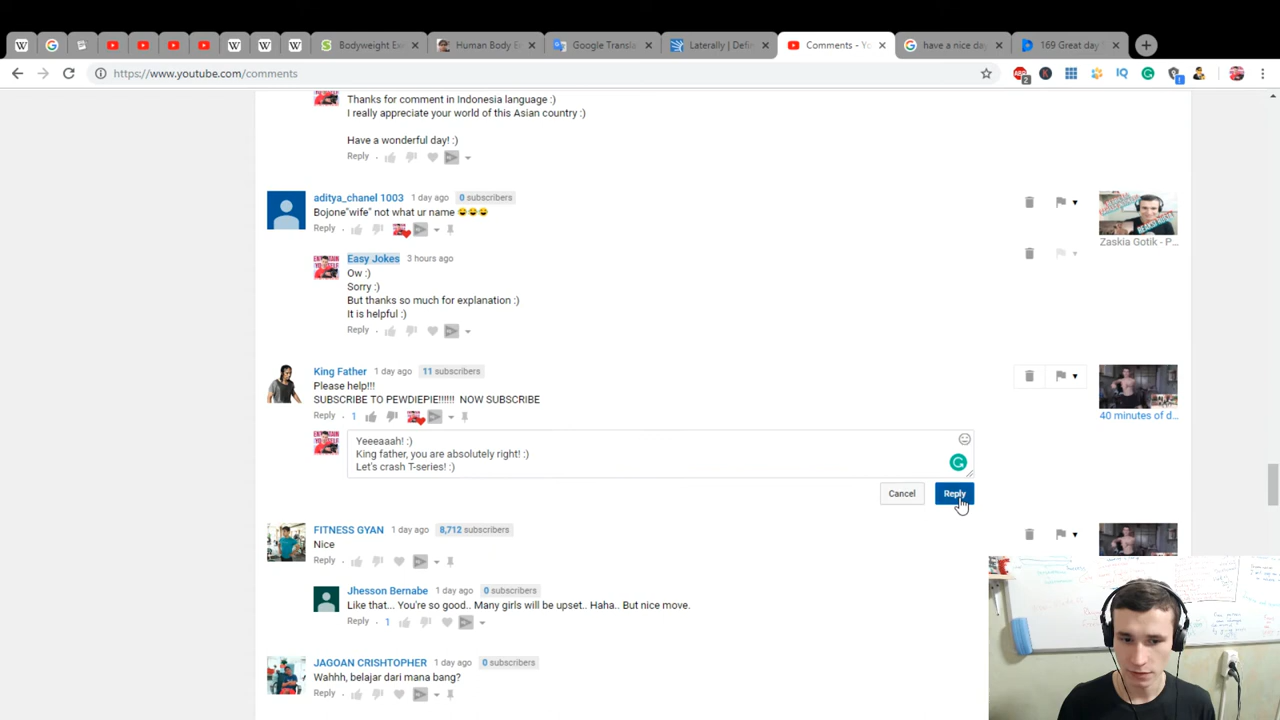 Bodyweight Ex
Human Body E
Google Transla
Laterally | Defin
Comments - Yo
have a nice day
169 Great day
https://www.youtube.com/comments
Thanks for comment in Indonesia language :)
I really appreciate your world of this Asian country :)
Have a wonderful day! :)
Reply
aditya_chanel 1003 1 day ago 0 subscribers
Bojone"wife" not what ur name 😄😄😄
Reply
Zaskia Gotik - P...
Easy Jokes 3 hours ago
Ow :)
Sorry :)
But thanks so much for explanation :)
It is helpful :)
Reply
King Father 1 day ago 11 subscribers
Please help!!!
SUBSCRIBE TO PEWDIEPIE!!!!!! NOW SUBSCRIBE
Reply 1
40 minutes of d...
Yeeeaaah! :)
King father, you are absolutely right! :)
Let's crash T-series! :)
Cancel Reply
FITNESS GYAN 1 day ago 8,712 subscribers
Nice
Reply
Jhesson Bernabe 1 day ago 0 subscribers
Like that... You're so good.. Many girls will be upset.. Haha.. But nice move.
Reply 1
JAGOAN CRISHTOPHER 1 day ago 0 subscribers
Wahhh, belajar dari mana bang?
Reply